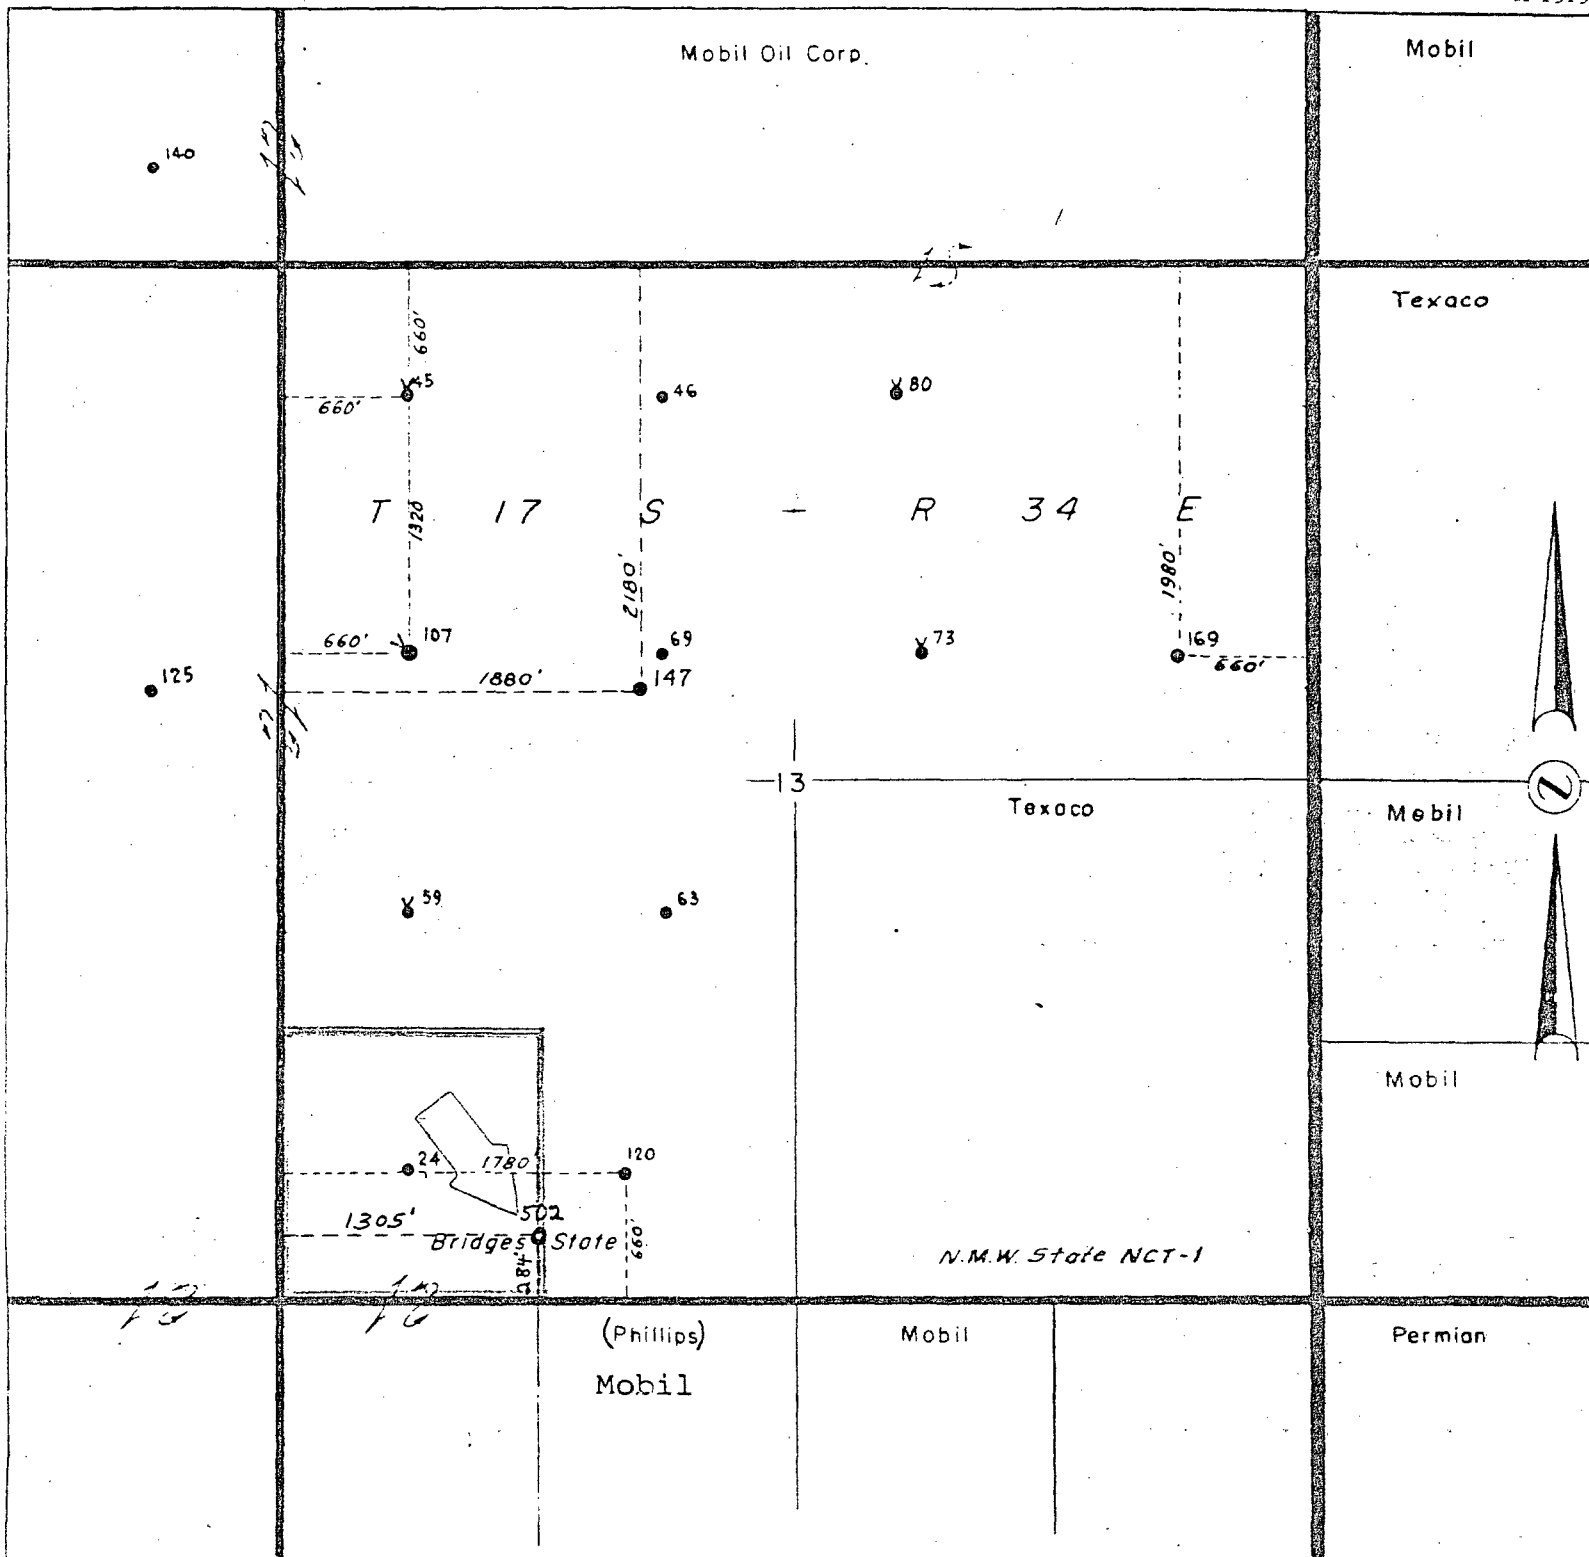 Mobil Oil Corp.
Mobil
140
Texaco
660'
45
660'
46
80
T 17 S - R 34 E
1320
2180'
1980'
660'
107
69
73
169
660'
125
1880'
147
13
Texaco
Mobil
59
63
Mobil
24
1780'
120
1305'
502
Bridges State
284'
660'
N.M.W. State NCT-1
(Phillips)
Mobil
Permian
Mobil